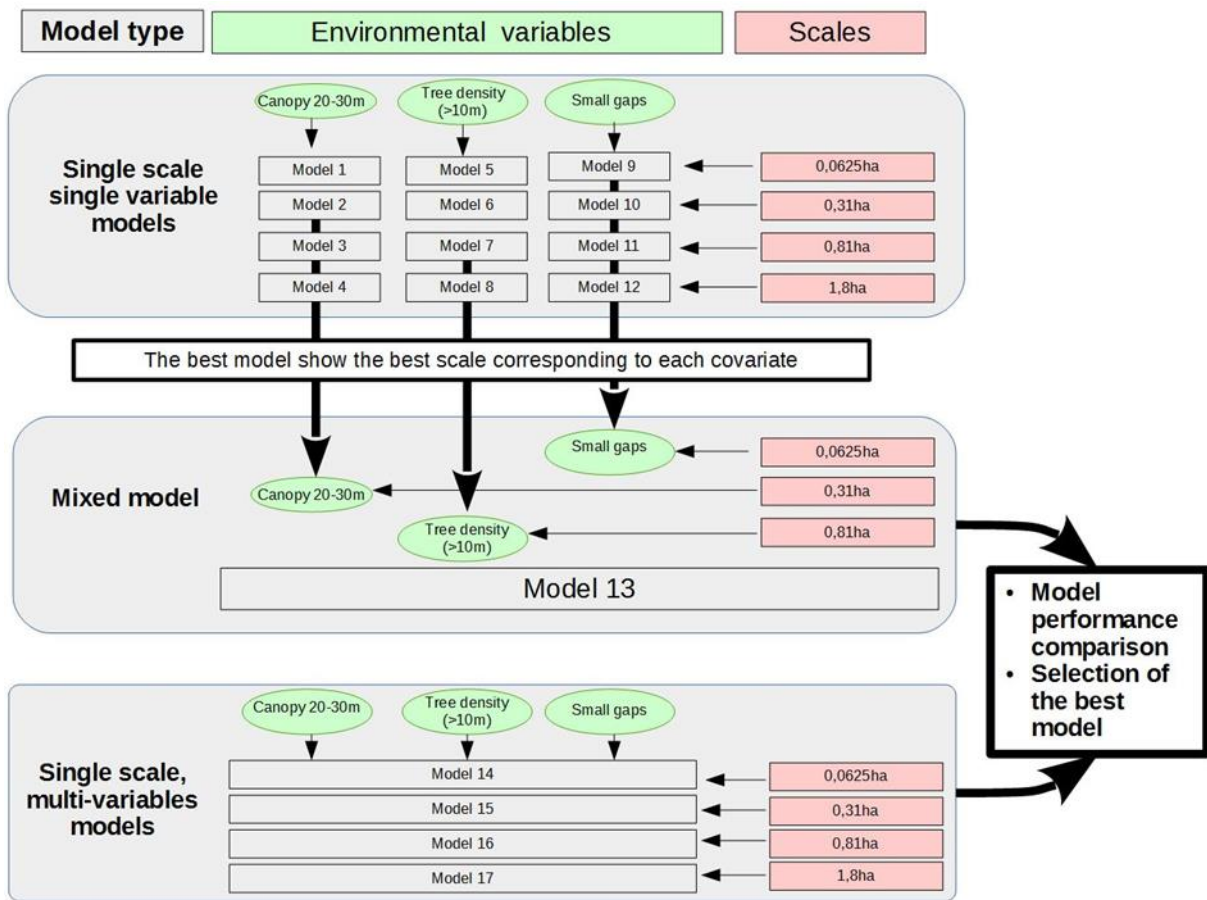 Model type
Environmental variables
Scales
Canopy 20-30m
Tree density
(>10m)
Small gaps
Single scale
single variable
models
Model 1
Model 5
Model 9
0,0625ha
Model 2
Model 6
Model 10
0,31ha
Model 3
Model 7
Model 11
0,81ha
Model 4
Model 8
Model 12
1,8ha
The best model show the best scale corresponding to each covariate
Mixed model
Small gaps
0,0625ha
Canopy 20-30m
0,31ha
Tree density
(>10m)
0,81ha
Model 13
• Model
performance
comparison
• Selection of
the best
model
Single scale,
multi-variables
models
Canopy 20-30m
Tree density
(>10m)
Small gaps
Model 14
0,0625ha
Model 15
0,31ha
Model 16
0,81ha
Model 17
1,8ha